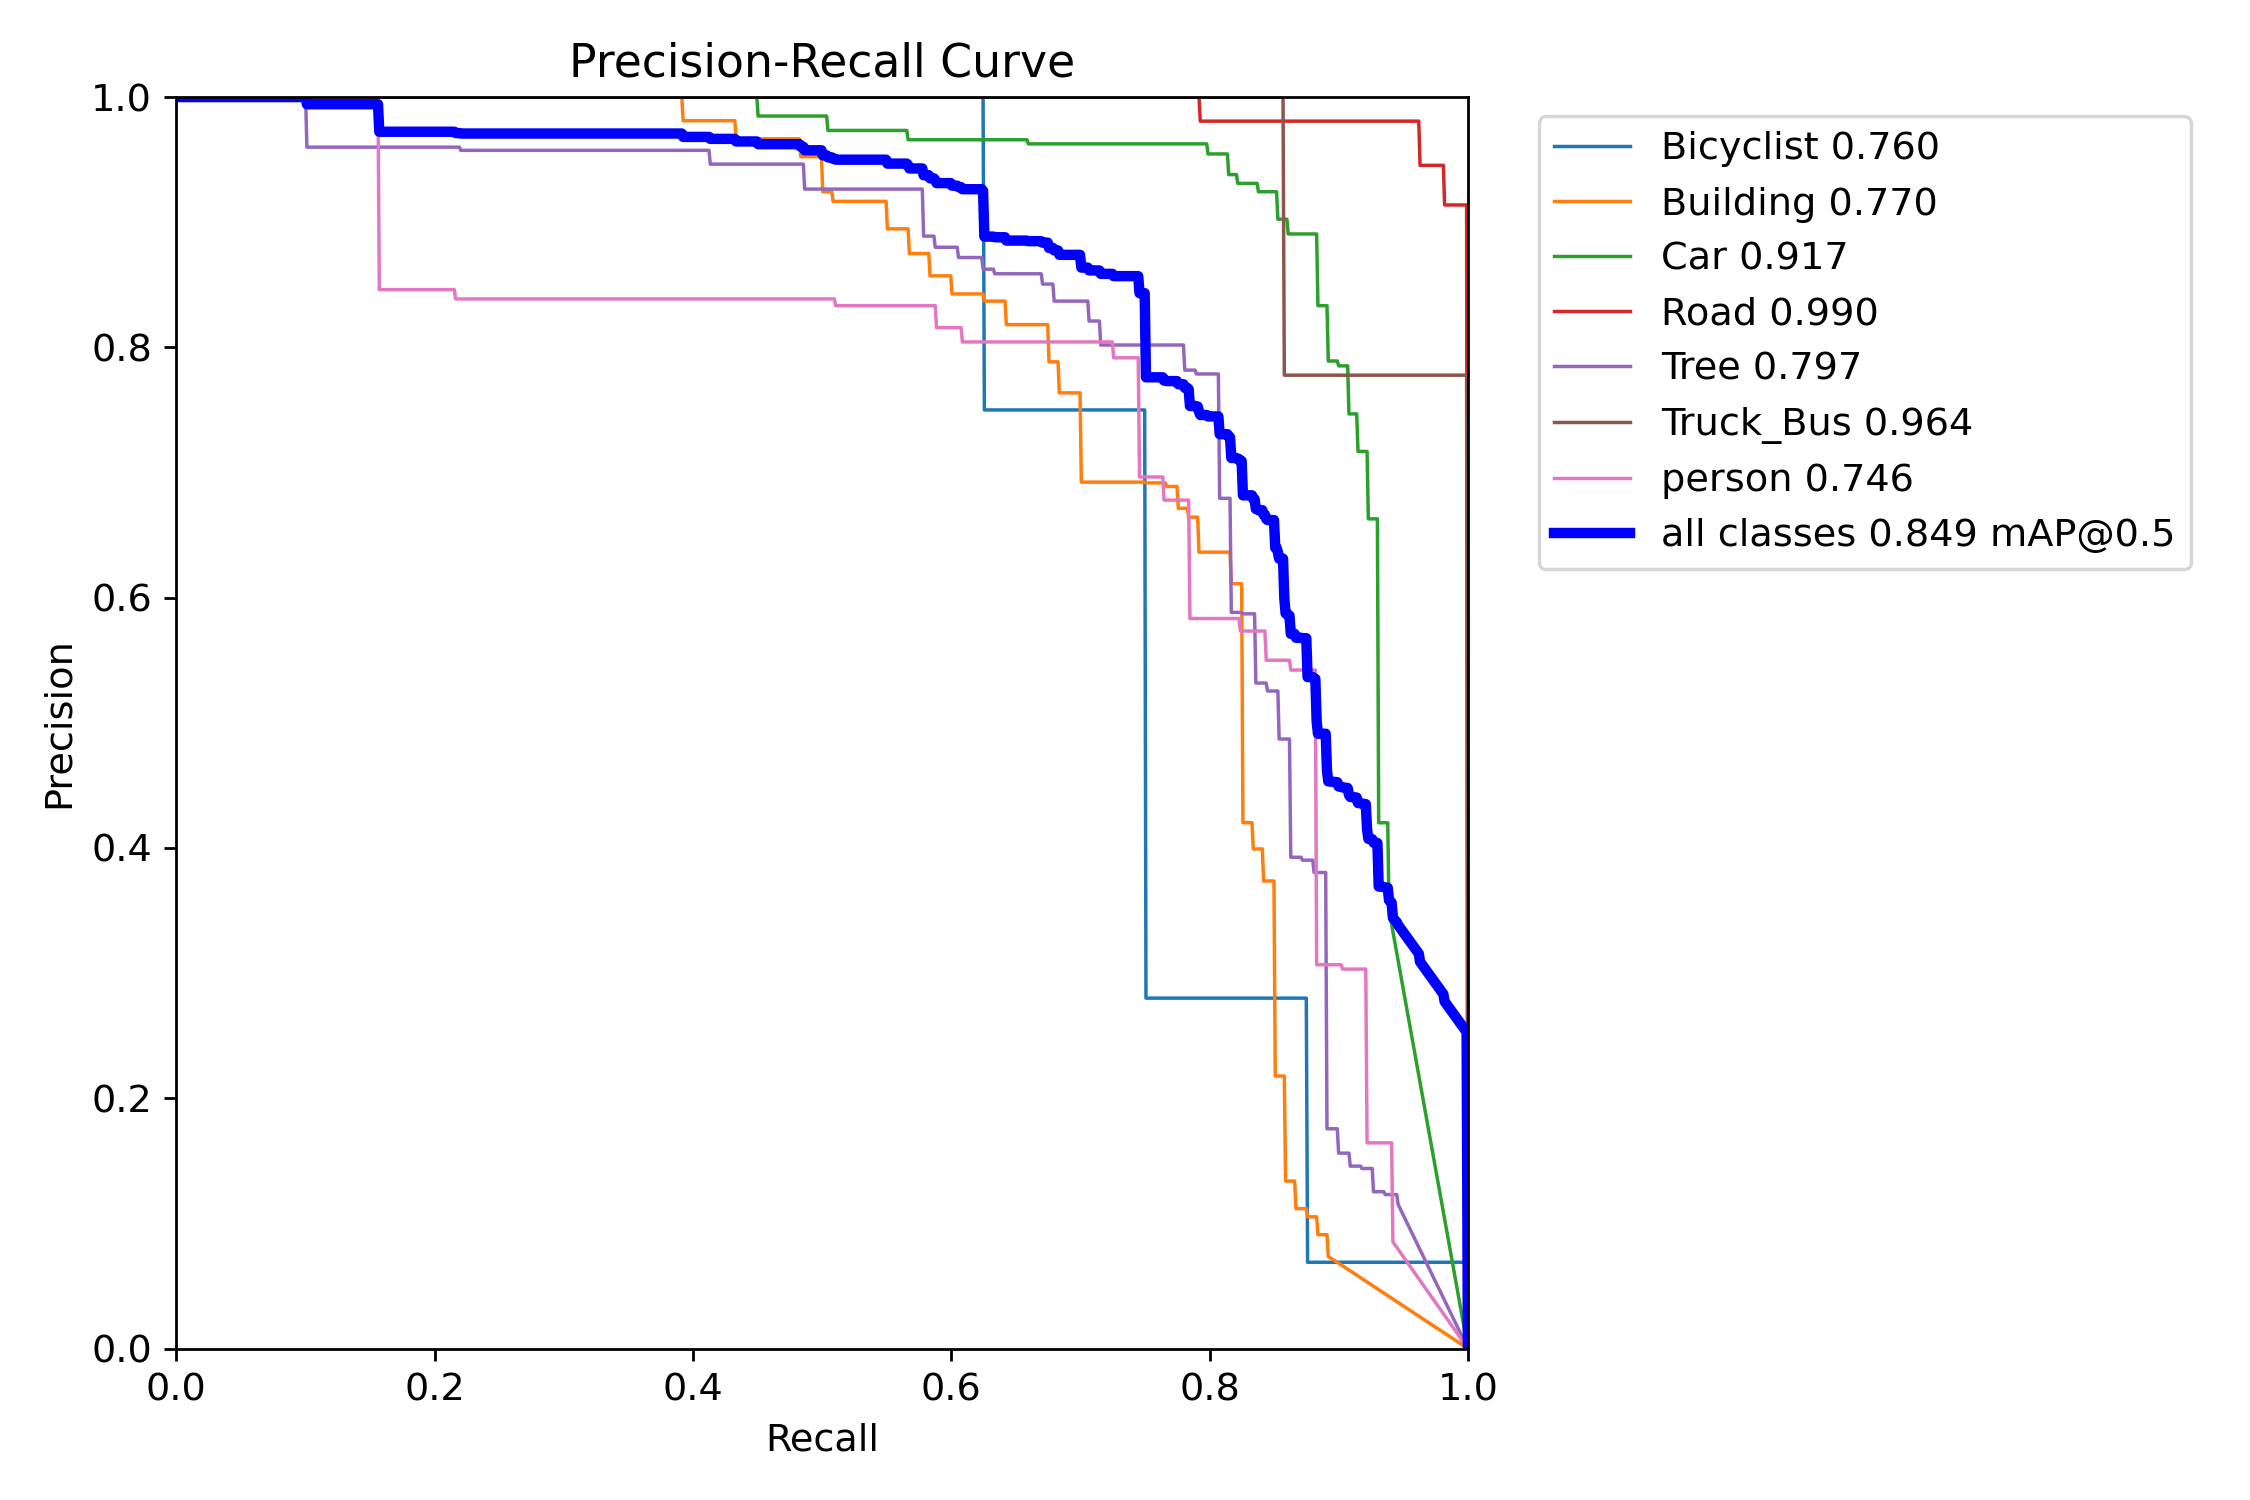 Precision-Recall Curve
1.0
0.8
0.6
0.4
0.2
0.0
Precision
0.0 0.2 0.4 0.6 0.8 1.0
Recall
Bicyclist 0.760
Building 0.770
Car 0.917
Road 0.990
Tree 0.797
Truck_Bus 0.964
person 0.746
all classes 0.849 mAP@0.5